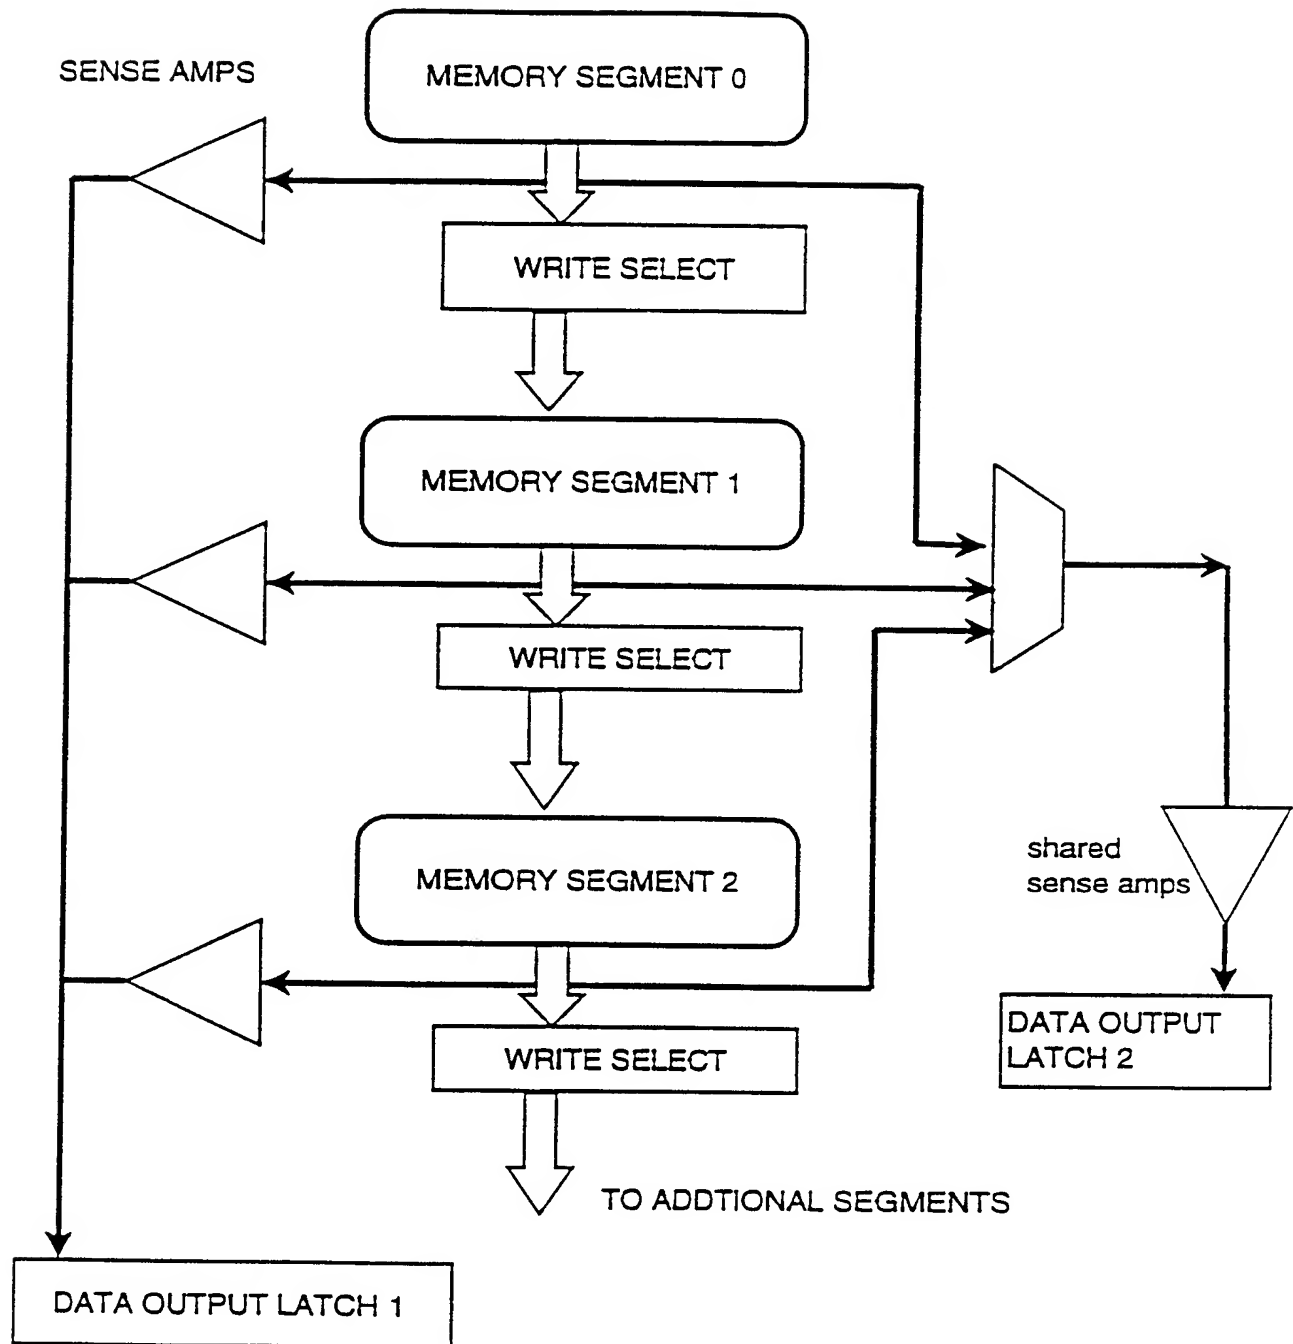 SENSE AMPS
MEMORY SEGMENT 0
WRITE SELECT
MEMORY SEGMENT 1
WRITE SELECT
MEMORY SEGMENT 2
shared
sense amps
WRITE SELECT
DATA OUTPUT
LATCH 2
TO ADDTIONAL SEGMENTS
DATA OUTPUT LATCH 1